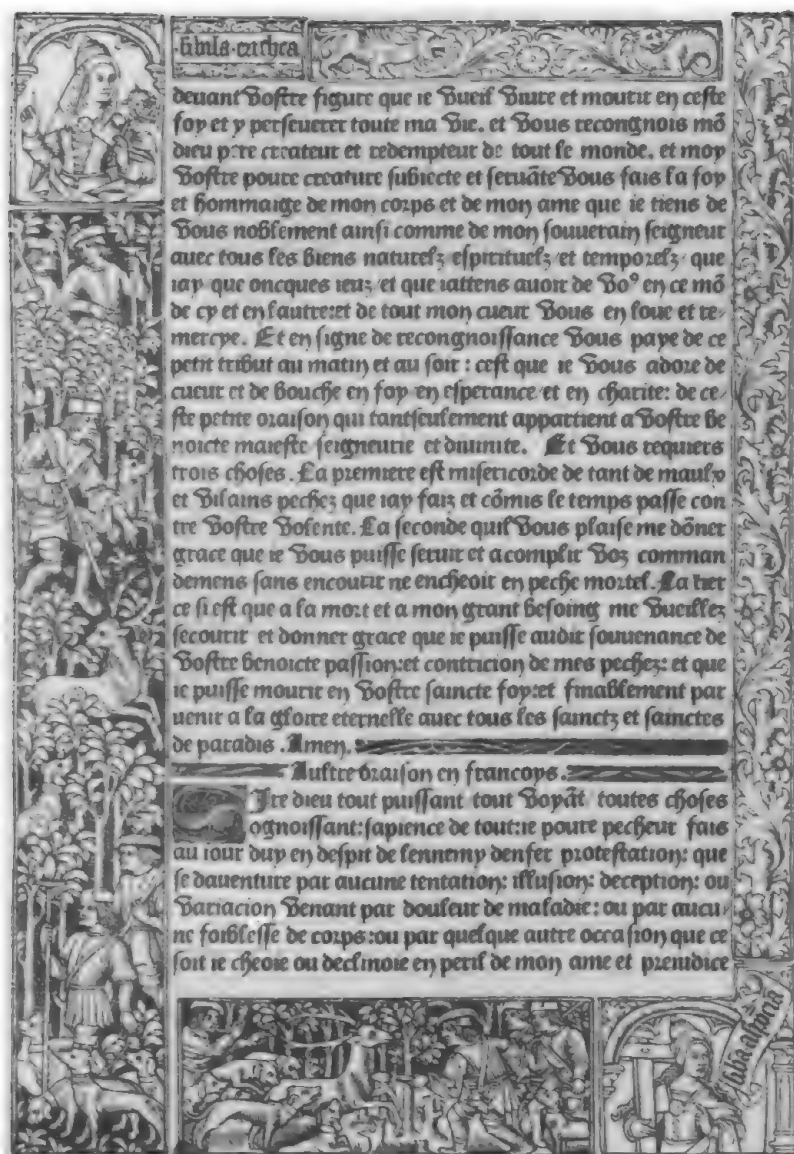 sibila erithea
deuant Vostre figure que ie Vueil Viure et mourir en ceste
foy et y perseuerer toute ma Vie. et Vous recongnois mō
dieu pere createur et redempteur de tout le monde. et moy
Vostre poure creature subiecte et seruāte Vous fais la foy
et hommaige de mon corps et de mon ame que ie tiens de
Vous noblement ainsi comme de mon souuerain seigneur
auec tous les biens naturelz espirituelz et temporelz que
iay que oncques ieuz et que iattens auoir de Voꝰ en ce mō
de cy et en lautre:et de tout mon cueur Vous en loue et re-
mercye. Et en signe de recongnoissance Vous paye de ce
petit tribut au matin et au soir : cest que ie Vous adore de
cueur et de bouche en foy en esperance et en charite: de ce-
ste petite oraison qui tantseulement appartient a Vostre be
noicte maieste seigneurie et diuinite. Et Vous requiers
trois choses. La premiere est misericorde de tant de maulx
et Vilains pechez que iay faiz et cōmis le temps passe con
tre Vostre Volente. La seconde quil Vous plaise me dōner
grace que ie Vous puisse seruir et acomplir Voz comman
demens sans encourir ne encheoir en peche mortel. La tier
ce si est que a la mort et a mon grant besoing me Vueillez
secourir et donner grace que ie puisse audir souuenance de
Vostre benoicte passion:et contricion de mes pechez: et que
ie puisse mourir en Vostre saincte foy:et finablement par
uenir a la gloire eternelle auec tous les sainctz et sainctes
de paradis . Amen.
Aultre oraison en francoys.
Sire dieu tout puissant tout Voyāt toutes choses
ognoissant:sapience de tout:ie poure pecheur fais
au iour duy en despit de lennemy denfer protestation: que
se dauenture par aucune tentation: illusion: deception: ou
Variacion Venant par douleur de maladie: ou par aucu-
ne foiblesse de corps:ou par quelque autre occasion que ce
soit ie cheoie ou declinoie en peril de mon ame et preiudice